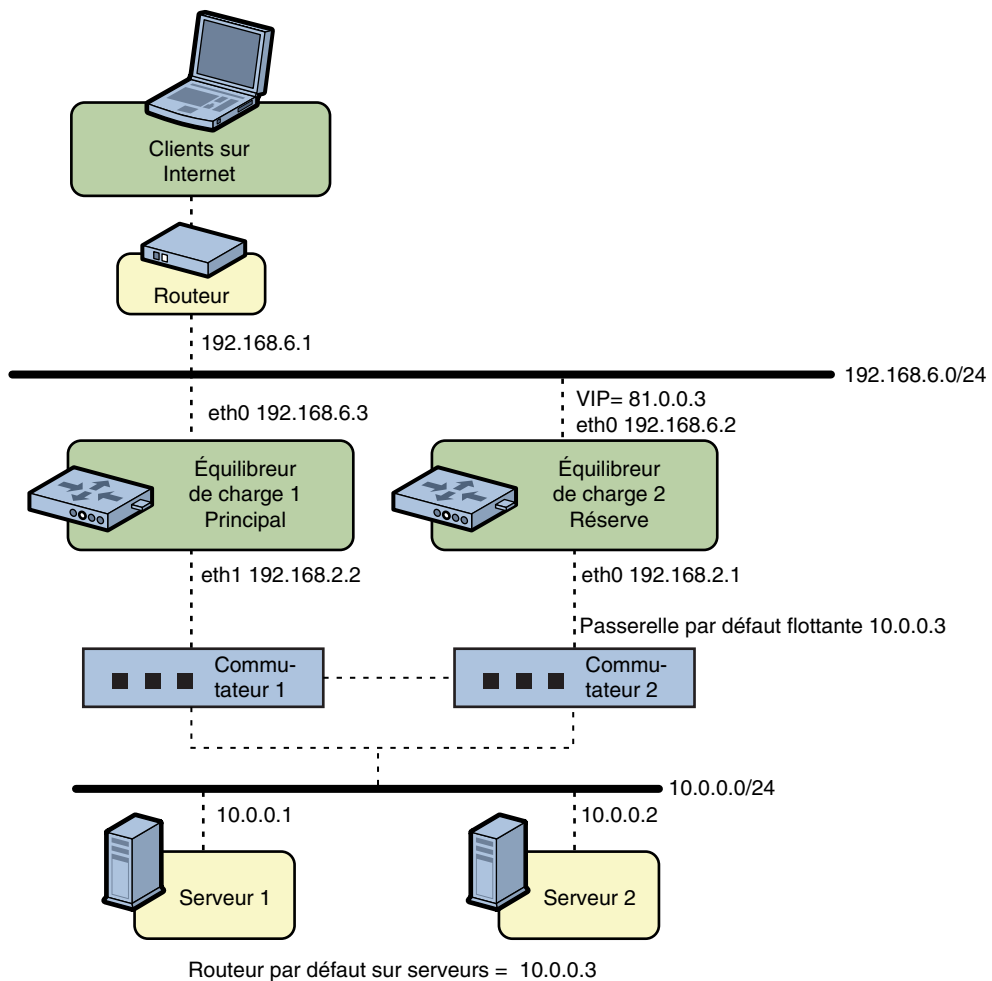 Clients sur
Internet
Routeur
192.168.6.1
192.168.6.0/24
eth0 192.168.6.3
VIP= 81.0.0.3
eth0 192.168.6.2
Équilibreur
de charge 1
Principal
Équilibreur
de charge 2
Réserve
eth1 192.168.2.2
eth0 192.168.2.1
Passerelle par défaut flottante 10.0.0.3
Commu-
tateur 1
Commu-
tateur 2
10.0.0.0/24
10.0.0.1
10.0.0.2
Serveur 1
Serveur 2
Routeur par défaut sur serveurs = 10.0.0.3